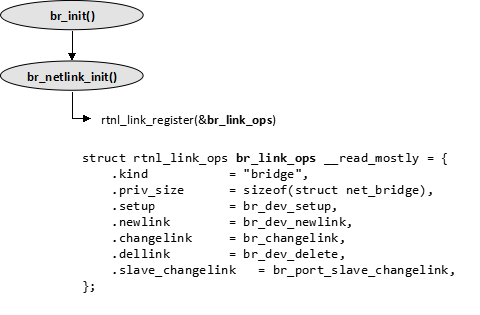 br_init()
br_netlink_init()
rtnl_link_register(&br_link_ops)
struct rtnl_link_ops br_link_ops __read_mostly = {
    .kind           = "bridge",
    .priv_size      = sizeof(struct net_bridge),
    .setup          = br_dev_setup,
    .newlink        = br_dev_newlink,
    .changelink     = br_changelink,
    .dellink        = br_dev_delete,
    .slave_changelink   = br_port_slave_changelink,
};